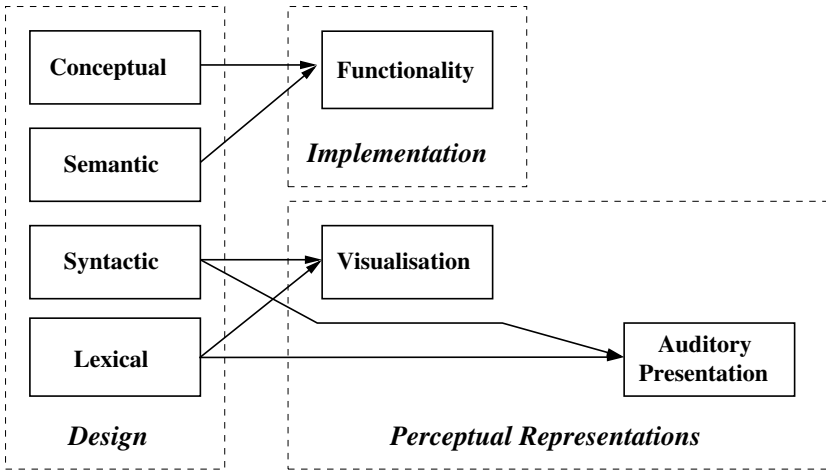 Conceptual
Functionality
Semantic
Implementation
Syntactic
Visualisation
Lexical
Auditory
Presentation
Design
Perceptual Representations